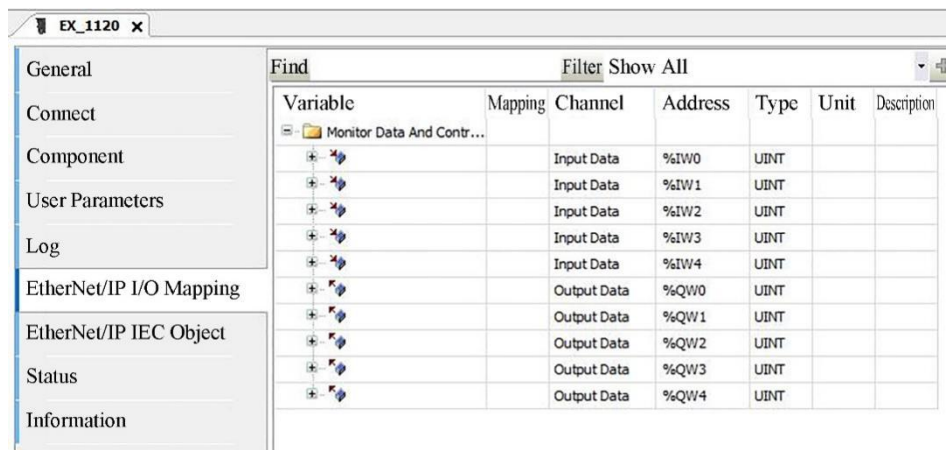 EX_1120 X
General
Connect
Component
User Parameters
Log
EtherNet/IP I/O Mapping
EtherNet/IP IEC Object
Status
Information
Find Filter Show All
Variable Mapping Channel Address Type Unit Description
Monitor Data And Contr...
Input Data %IW0 UINT
Input Data %IW1 UINT
Input Data %IW2 UINT
Input Data %IW3 UINT
Input Data %IW4 UINT
Output Data %QW0 UINT
Output Data %QW1 UINT
Output Data %QW2 UINT
Output Data %QW3 UINT
Output Data %QW4 UINT